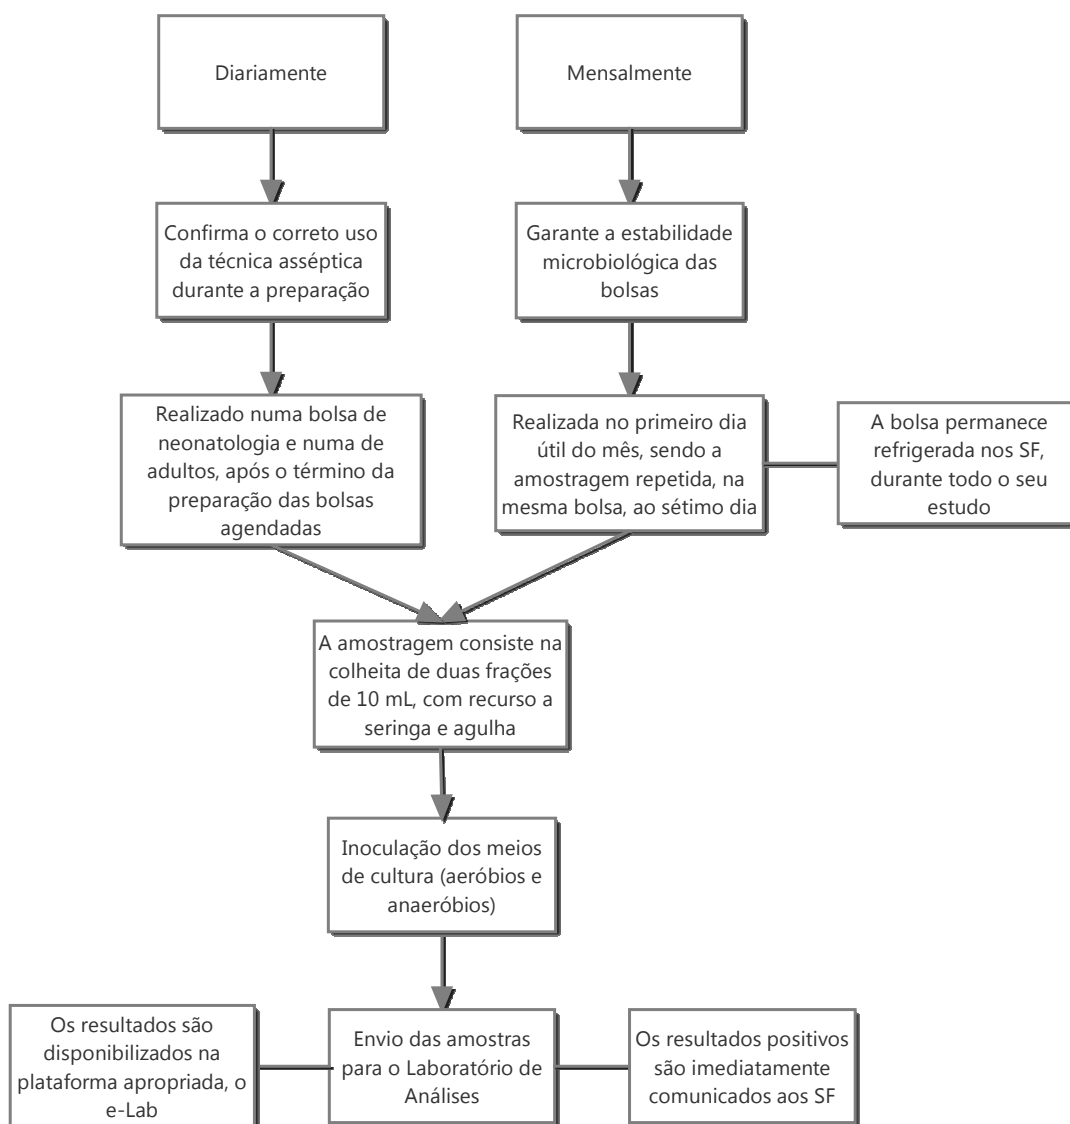 Diariamente
Mensalmente
Confirma o correto uso
da técnica asséptica
durante a preparação
Garante a estabilidade
microbiológica das
bolsas
Realizado numa bolsa de
neonatologia e numa de
adultos, após o término da
preparação das bolsas
agendadas
Realizada no primeiro dia
útil do mês, sendo a
amostragem repetida, na
mesma bolsa, ao sétimo dia
A bolsa permanece
refrigerada nos SF,
durante todo o seu
estudo
A amostragem consiste na
colheita de duas frações
de 10 mL, com recurso a
seringa e agulha
Inoculação dos meios
de cultura (aeróbios e
anaeróbios)
Os resultados são
disponibilizados na
plataforma apropriada, o
e-Lab
Envio das amostras
para o Laboratório de
Análises
Os resultados positivos
são imediatamente
comunicados aos SF